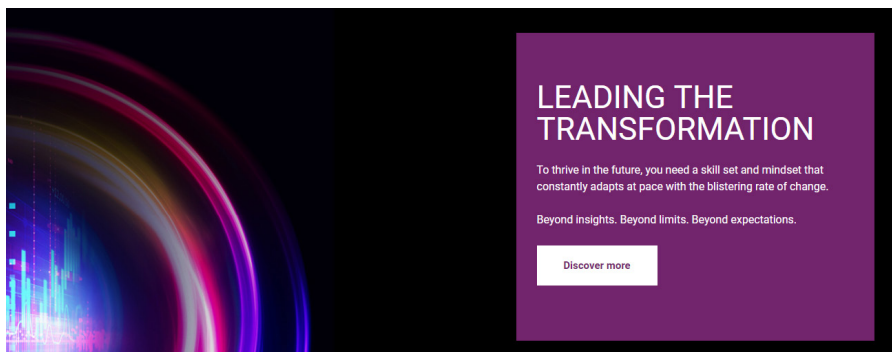 LEADING THE
TRANSFORMATION
To thrive in the future, you need a skill set and mindset that
constantly adapts at pace with the blistering rate of change.
Beyond insights. Beyond limits. Beyond expectations.
Discover more